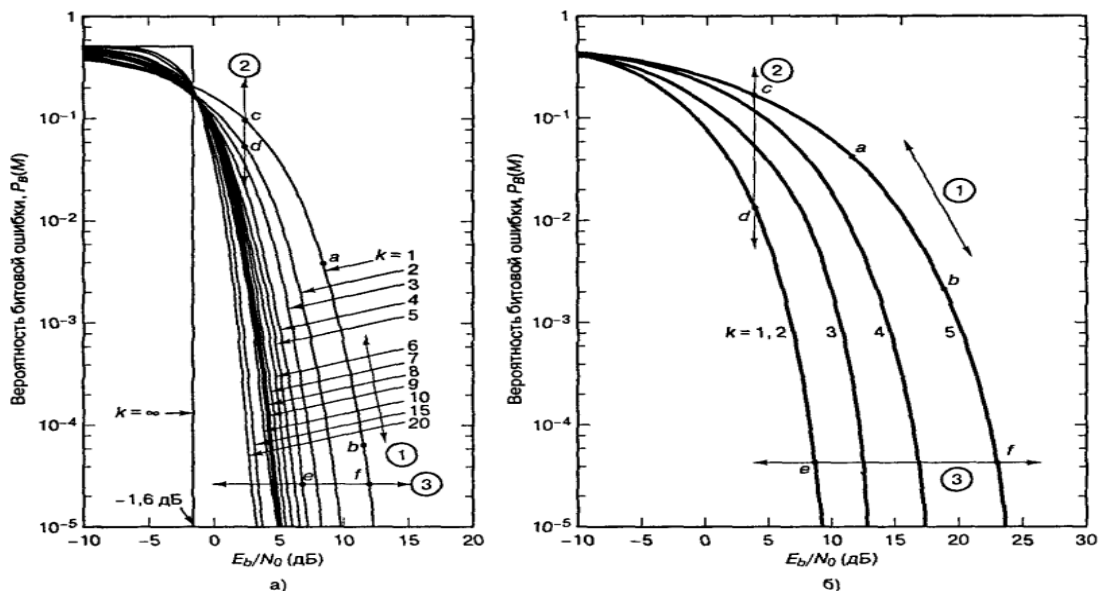 1
10⁻¹
10⁻²
10⁻³
10⁻⁴
10⁻⁵
Вероятность битовой ошибки, P_B(M)
2
c
d
a
k = 1
2
3
4
5
6
7
8
9
10
15
20
k = ∞
b
1
e
f
3
−1,6 дБ
−10
−5
0
5
10
15
20
E_b/N_0 (дБ)
а)
1
10⁻¹
10⁻²
10⁻³
10⁻⁴
10⁻⁵
Вероятность битовой ошибки, P_B(M)
2
c
a
1
d
b
k = 1, 2
3
4
5
e
f
3
−10
−5
0
5
10
15
20
25
30
E_b/N_0 (дБ)
б)